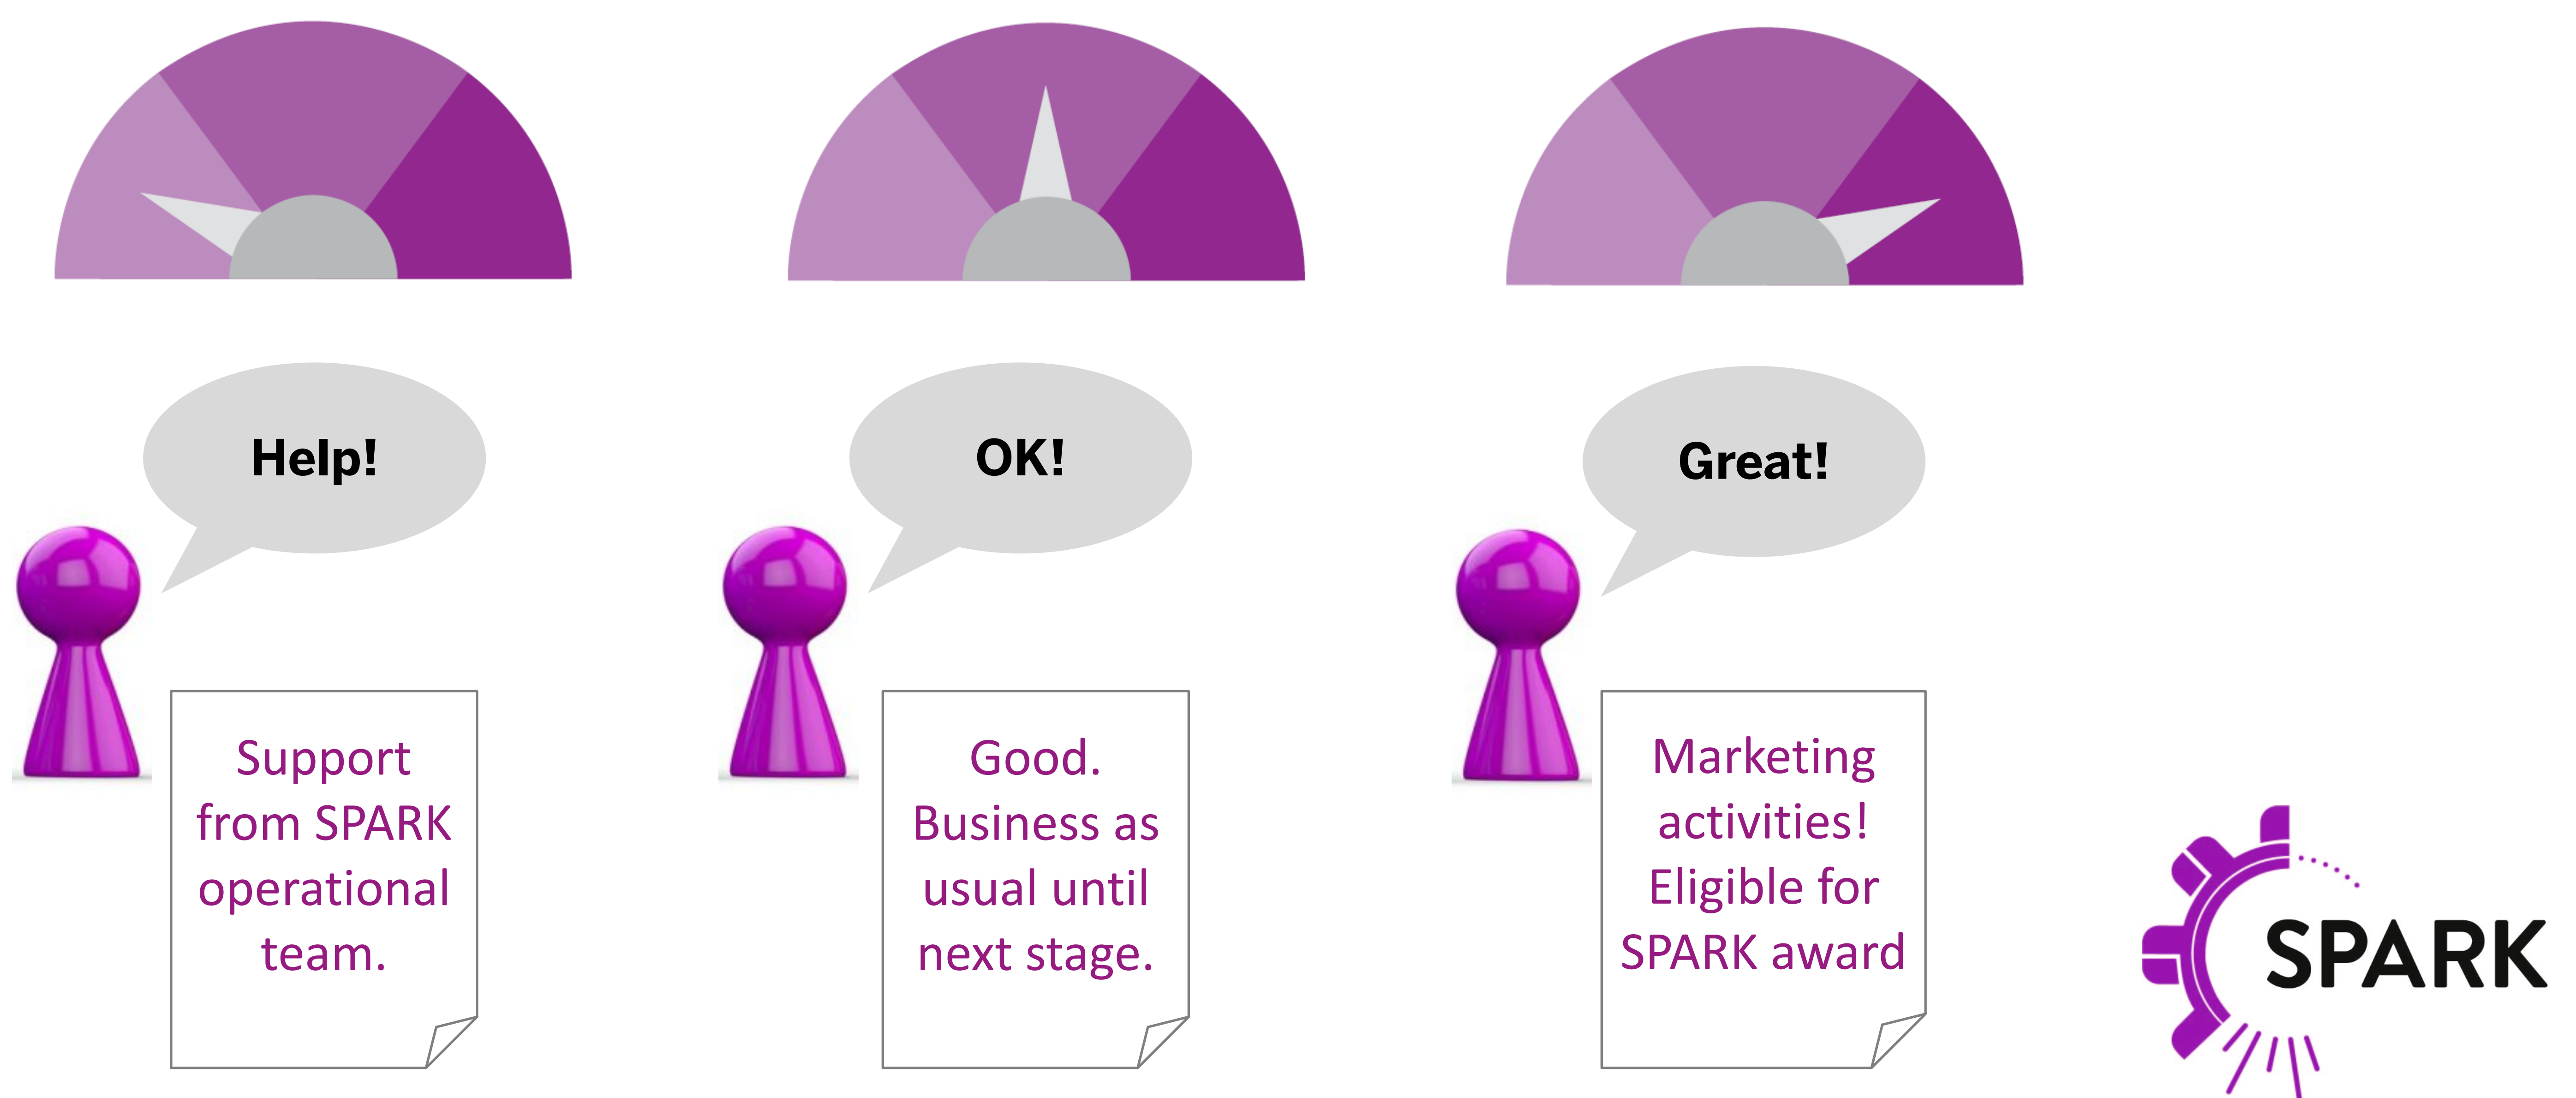 Help!
OK!
Great!
Support
from SPARK
operational
team.
Good.
Business as
usual until
next stage.
Marketing
activities!
Eligible for
SPARK award
SPARK